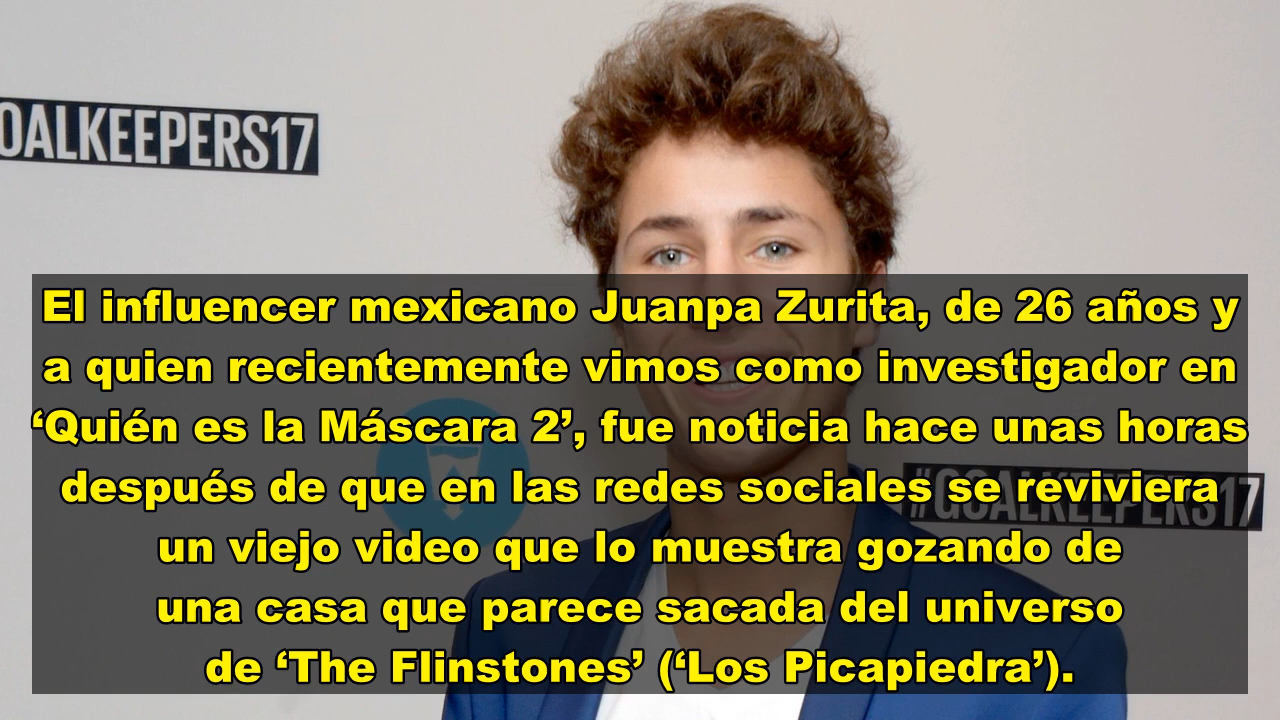 OALKEEPERS17
El influencer mexicano Juanpa Zurita, de 26 años y
a quien recientemente vimos como investigador en
‘Quién es la Máscara 2’, fue noticia hace unas horas
después de que en las redes sociales se reviviera
#GOALKEEPERS17
un viejo video que lo muestra gozando de
una casa que parece sacada del universo
de ‘The Flinstones’ (‘Los Picapiedra’).